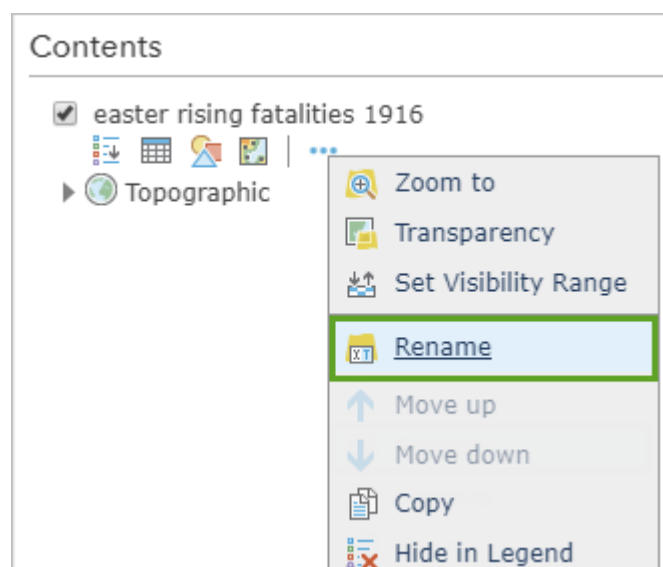 Contents
easter rising fatalities 1916
Topographic
Zoom to
Transparency
Set Visibility Range
Rename
Move up
Move down
Copy
Hide in Legend